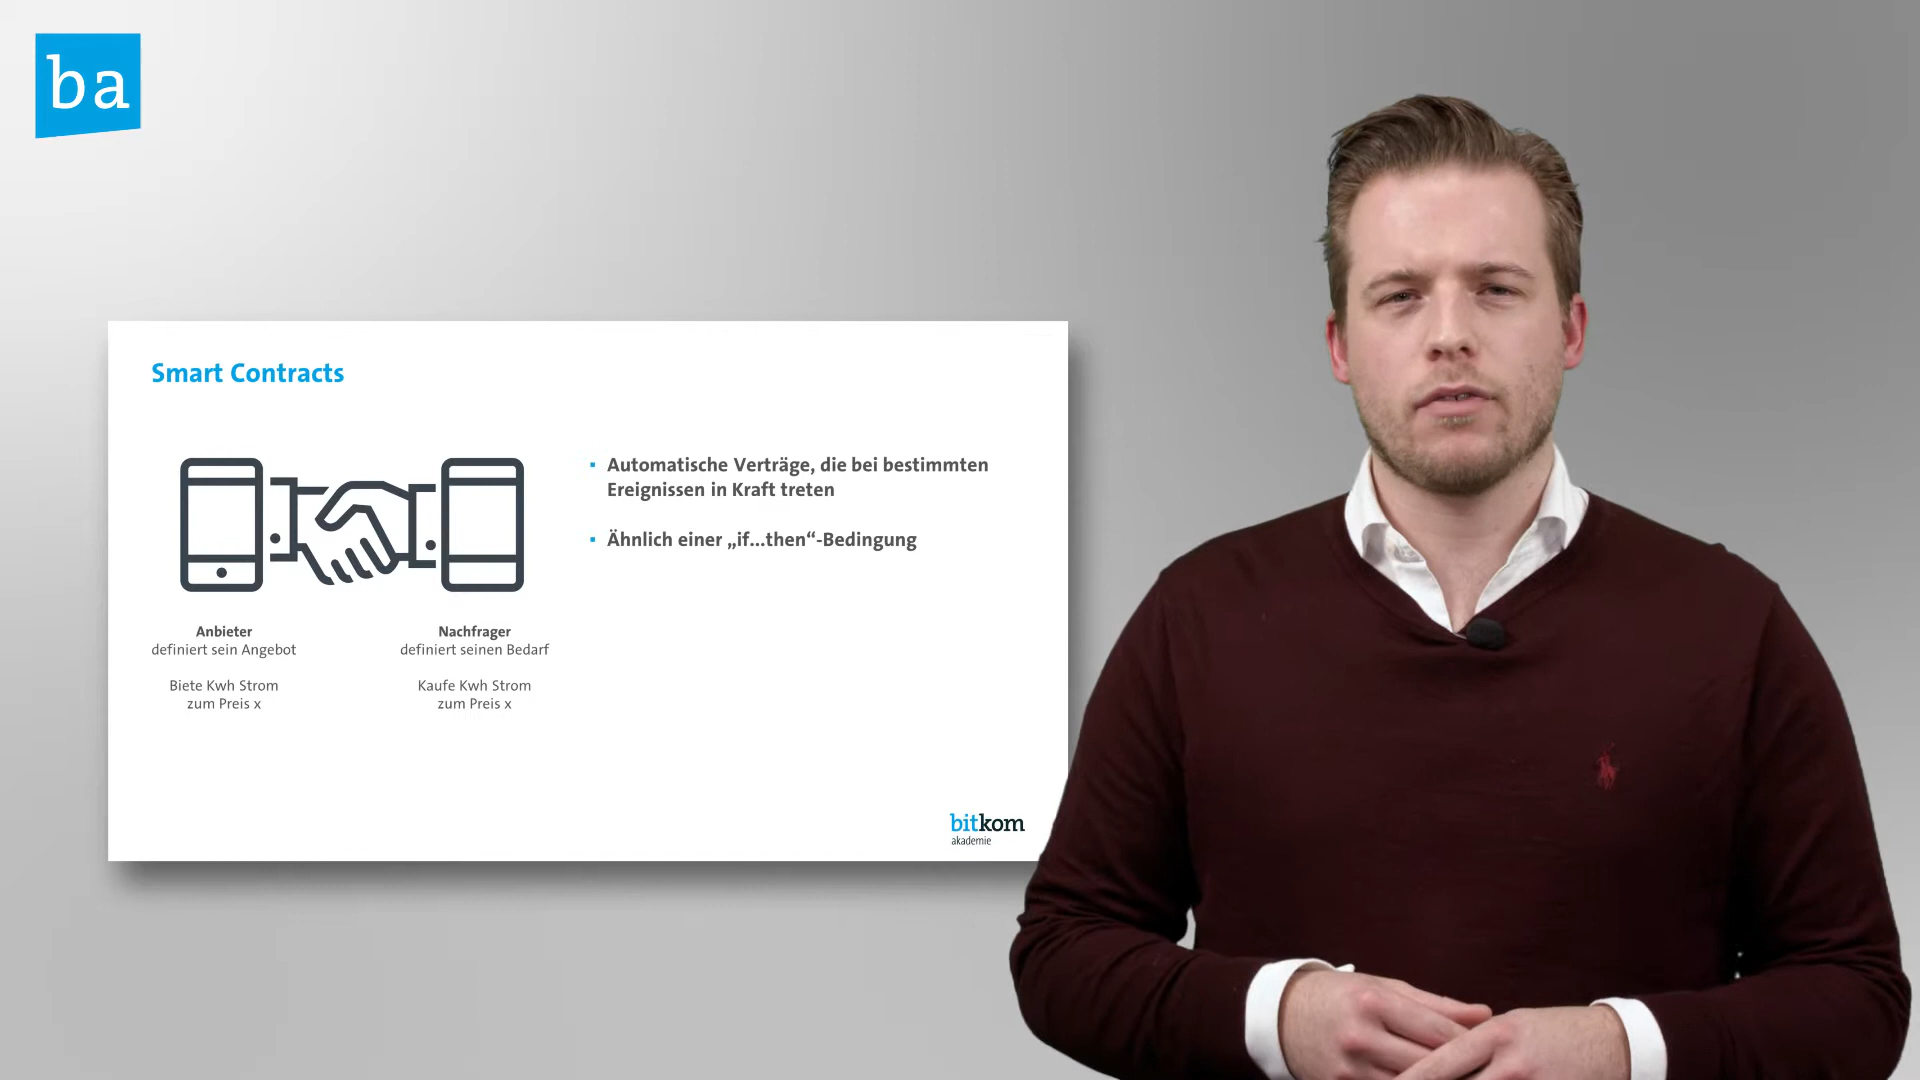 ba
Smart Contracts
▪ Automatische Verträge, die bei bestimmten
Ereignissen in Kraft treten
▪ Ähnlich einer „if...then“-Bedingung
Anbieter
definiert sein Angebot
Biete Kwh Strom
zum Preis x
Nachfrager
definiert seinen Bedarf
Kaufe Kwh Strom
zum Preis x
bitkom
akademie